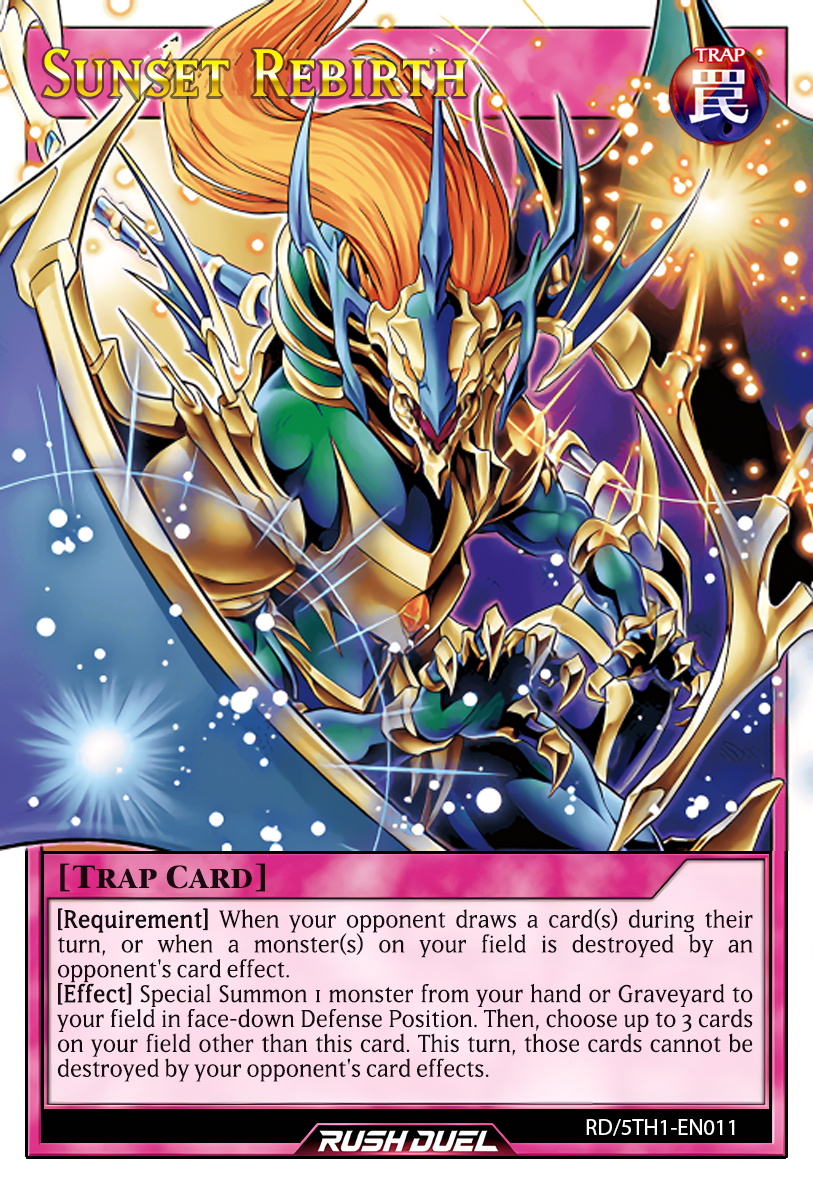 Sunset Rebirth
TRAP
罠
[Trap Card]
[Requirement] When your opponent draws a card(s) during their
turn, or when a monster(s) on your field is destroyed by an
opponent's card effect.
[Effect] Special Summon 1 monster from your hand or Graveyard to
your field in face-down Defense Position. Then, choose up to 3 cards
on your field other than this card. This turn, those cards cannot be
destroyed by your opponent's card effects.
RUSH DUEL
RD/5TH1-EN011